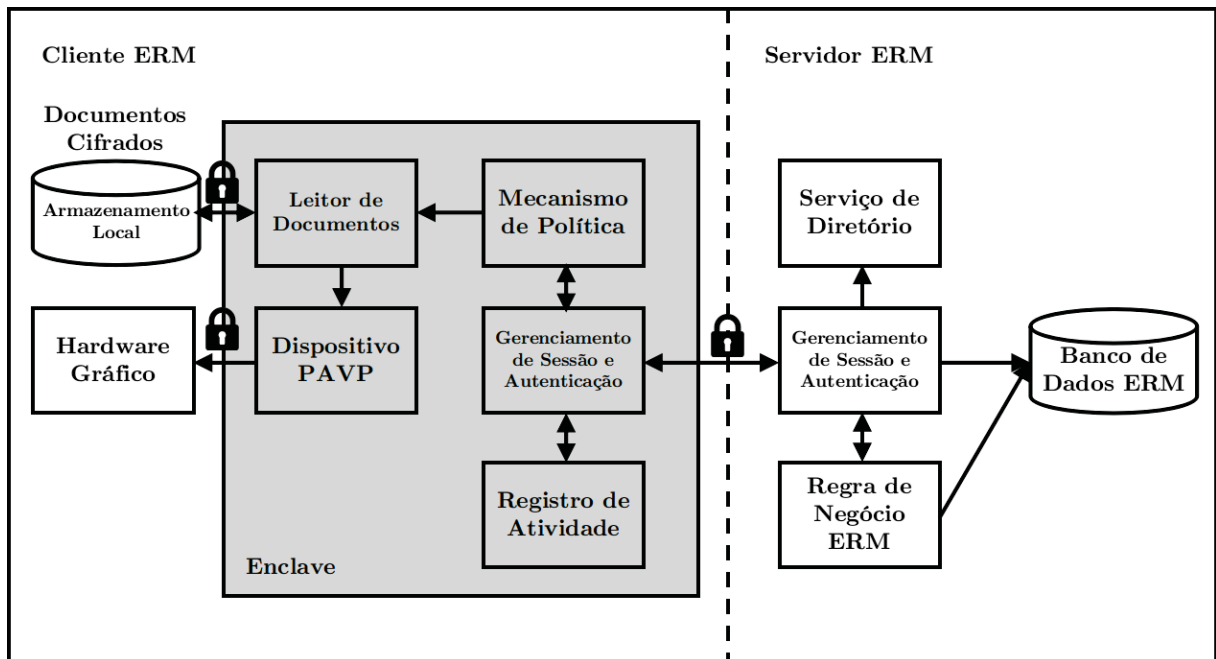 Cliente ERM
Servidor ERM
Documentos
Cifrados
Armazenamento
Local
Leitor de
Documentos
Mecanismo
de Política
Serviço de
Diretório
Hardware
Gráfico
Dispositivo
PAVP
Gerenciamento
de Sessão e
Autenticação
Gerenciamento
de Sessão e
Autenticação
Banco de
Dados ERM
Registro de
Atividade
Regra de
Negócio
ERM
Enclave